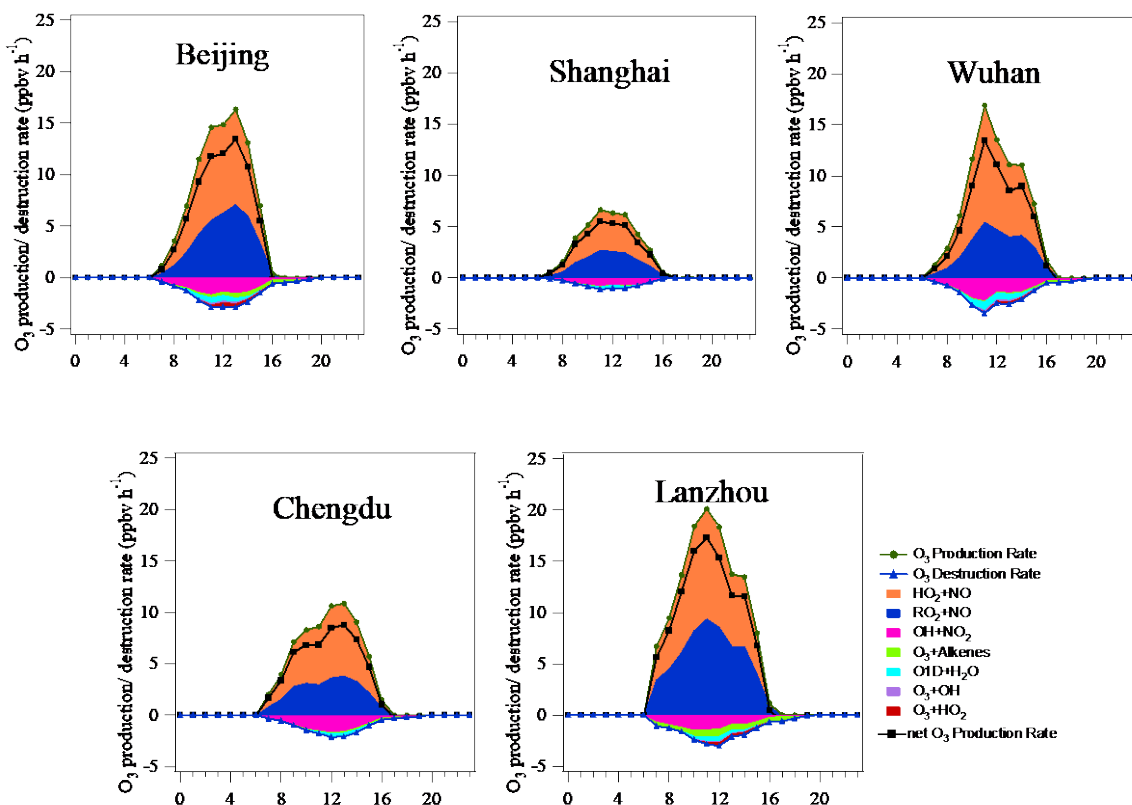 Beijing
O₃ production/ destruction rate (ppbv h⁻¹)
25
20
15
10
5
0
-5
0 4 8 12 16 20
Shanghai
O₃ production/ destruction rate (ppbv h⁻¹)
25
20
15
10
5
0
-5
0 4 8 12 16 20
Wuhan
O₃ production/ destruction rate (ppbv h⁻¹)
25
20
15
10
5
0
-5
0 4 8 12 16 20
Chengdu
O₃ production/ destruction rate (ppbv h⁻¹)
25
20
15
10
5
0
-5
0 4 8 12 16 20
Lanzhou
O₃ production/ destruction rate (ppbv h⁻¹)
25
20
15
10
5
0
-5
0 4 8 12 16 20
O₃ Production Rate
O₃ Destruction Rate
HO₂+NO
RO₂+NO
OH+NO₂
O₃+Alkenes
O1D+H₂O
O₃+OH
O₃+HO₂
net O₃ Production Rate